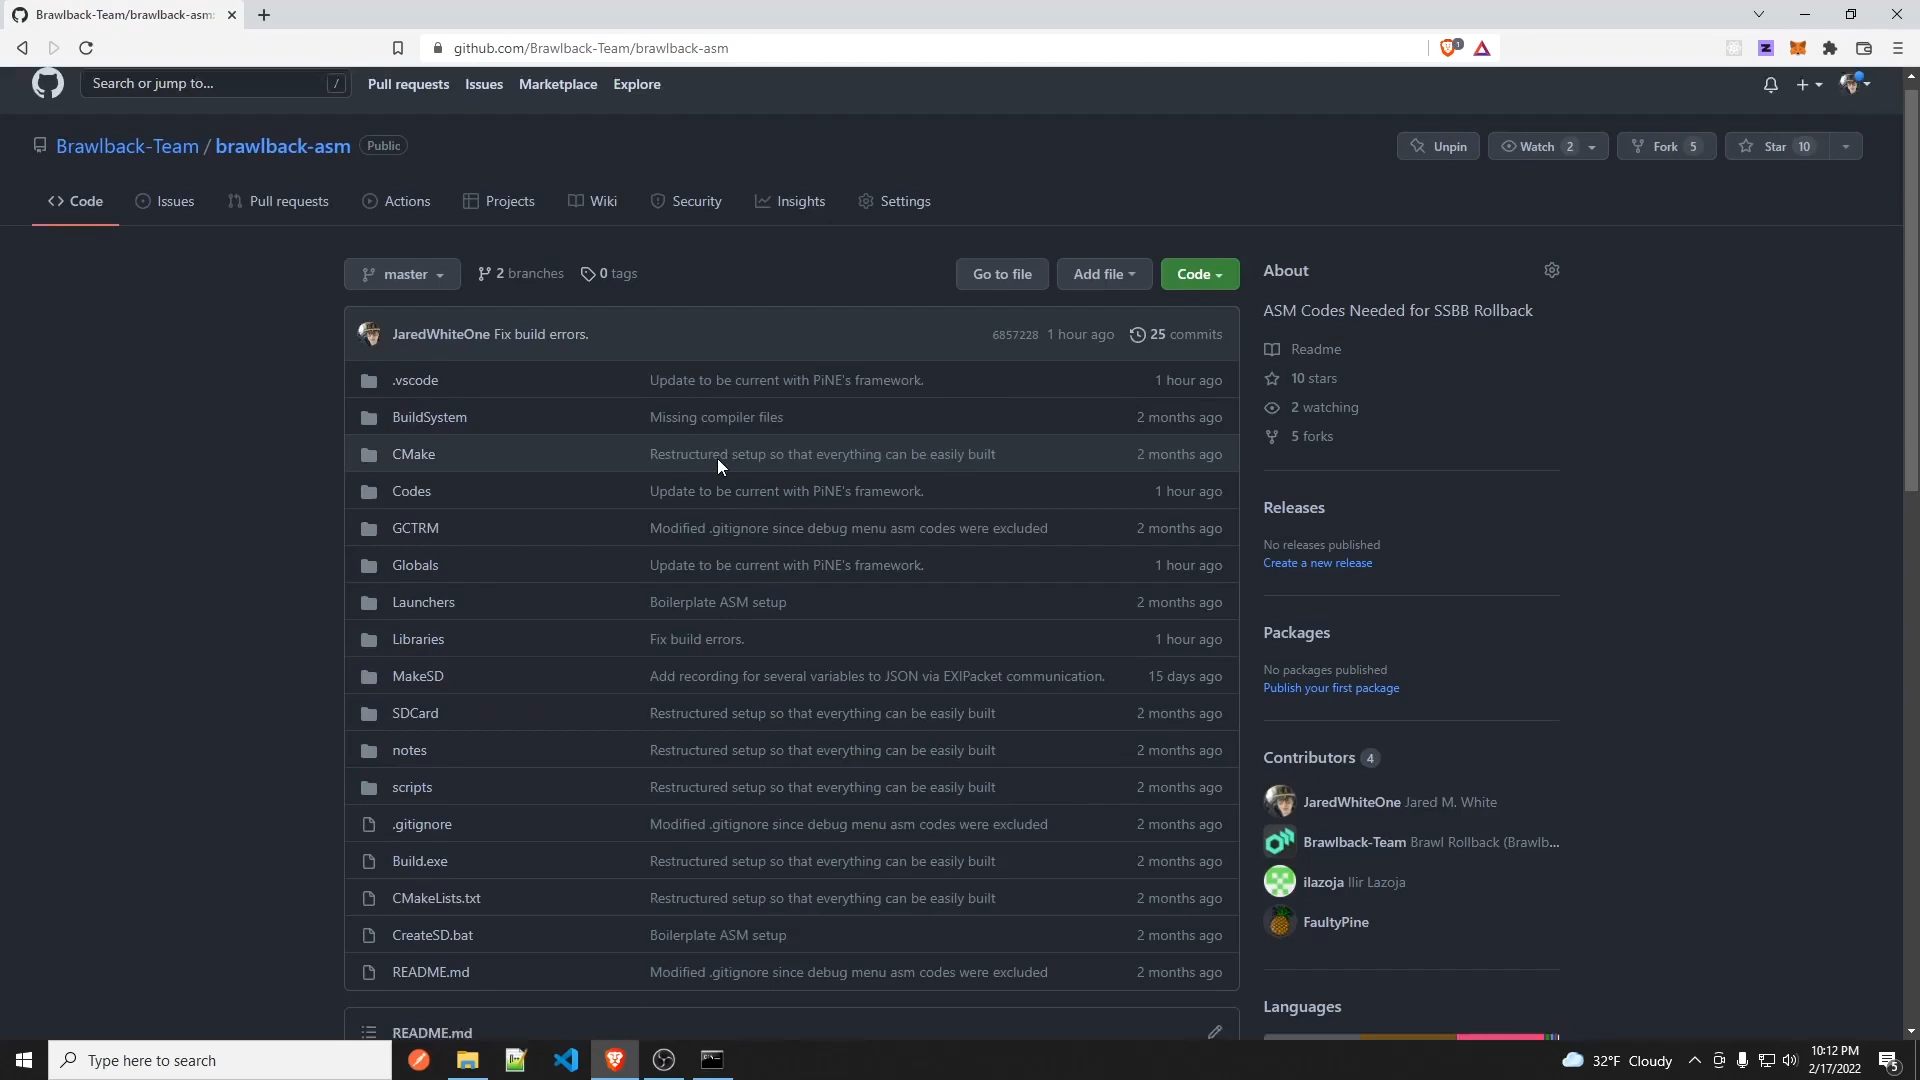 Brawlback-Team/brawlback-asm:
github.com/Brawlback-Team/brawlback-asm
1
Search or jump to...
/
Pull requests
Issues
Marketplace
Explore
Brawlback-Team / brawlback-asm
Public
Unpin
Watch 2
Fork 5
Star 10
Code
Issues
Pull requests
Actions
Projects
Wiki
Security
Insights
Settings
master
2 branches
0 tags
Go to file
Add file
Code
JaredWhiteOne Fix build errors.
6857228 1 hour ago
25 commits
.vscode
Update to be current with PiNE's framework.
1 hour ago
BuildSystem
Missing compiler files
2 months ago
CMake
Restructured setup so that everything can be easily built
2 months ago
Codes
Update to be current with PiNE's framework.
1 hour ago
GCTRM
Modified .gitignore since debug menu asm codes were excluded
2 months ago
Globals
Update to be current with PiNE's framework.
1 hour ago
Launchers
Boilerplate ASM setup
2 months ago
Libraries
Fix build errors.
1 hour ago
MakeSD
Add recording for several variables to JSON via EXIPacket communication.
15 days ago
SDCard
Restructured setup so that everything can be easily built
2 months ago
notes
Restructured setup so that everything can be easily built
2 months ago
scripts
Restructured setup so that everything can be easily built
2 months ago
.gitignore
Modified .gitignore since debug menu asm codes were excluded
2 months ago
Build.exe
Restructured setup so that everything can be easily built
2 months ago
CMakeLists.txt
Restructured setup so that everything can be easily built
2 months ago
CreateSD.bat
Boilerplate ASM setup
2 months ago
README.md
Modified .gitignore since debug menu asm codes were excluded
2 months ago
README.md
About
ASM Codes Needed for SSBB Rollback
Readme
10 stars
2 watching
5 forks
Releases
No releases published
Create a new release
Packages
No packages published
Publish your first package
Contributors 4
JaredWhiteOne Jared M. White
Brawlback-Team Brawl Rollback (Brawlb...
ilazoja Ilir Lazoja
FaultyPine
Languages
Type here to search
32°F Cloudy
10:12 PM
2/17/2022
5